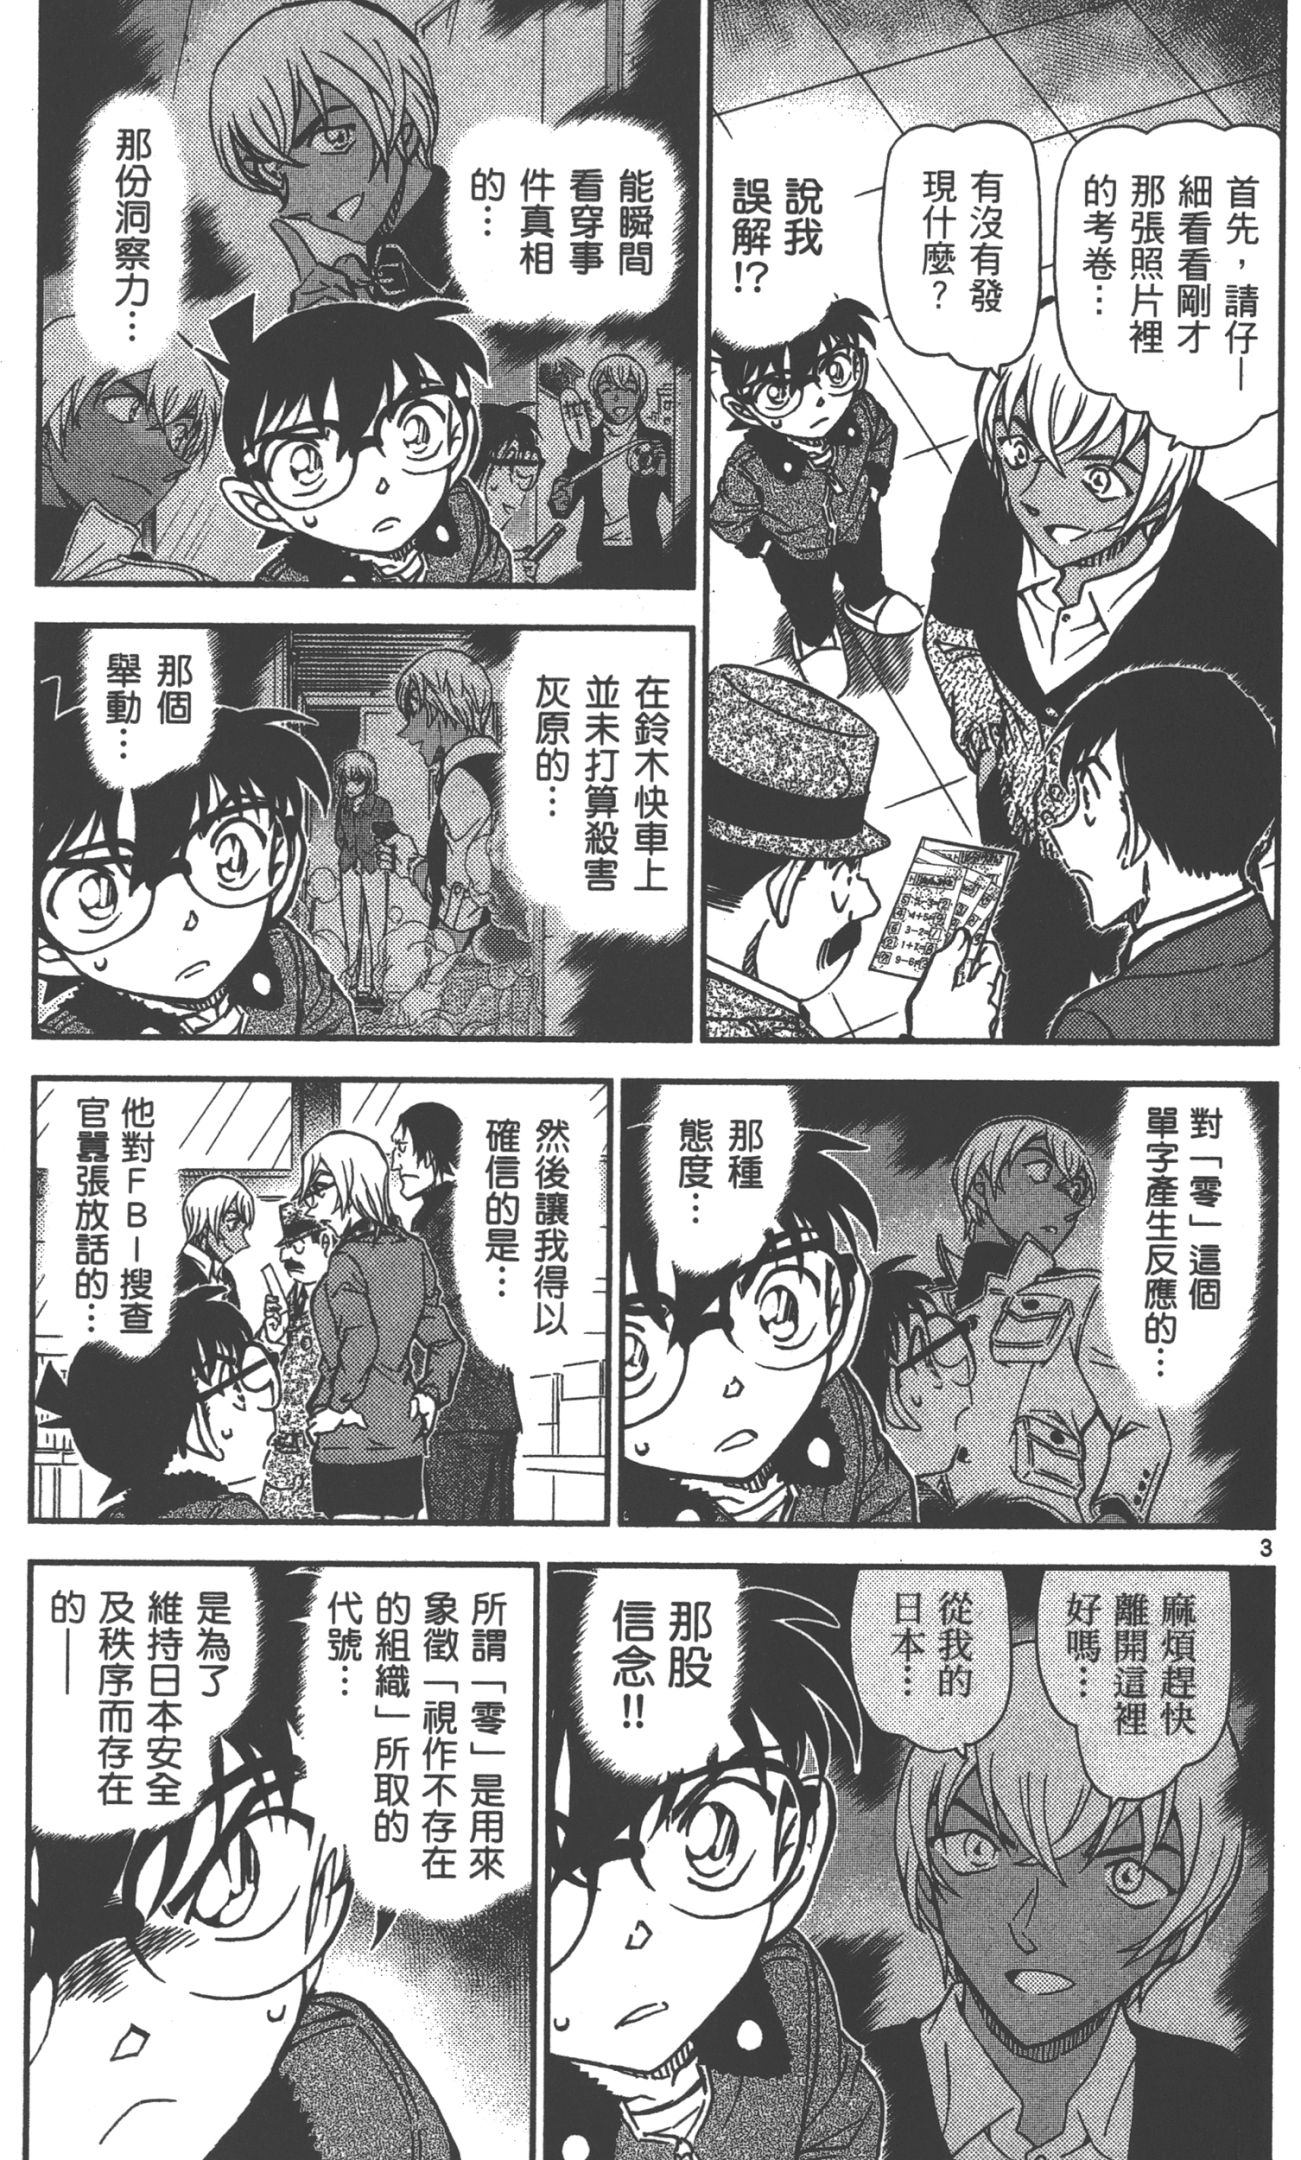 首先，請仔—
細看看剛才
那張照片裡
的考卷…
有沒有發
現什麼？
說我
誤解!?
能瞬間
看穿事
件真相
的…
那份洞察力…
在鈴木快車上
並未打算殺害
灰原的…
那個
舉動…
對「零」這個
單字產生反應的…
那種
態度…
然後讓我得以
確信的是…
他對FBI搜查
官囂張放話的…
3
麻煩趕快
離開這裡
好嗎…
從我的
日本…
那股
信念!!
所謂「零」是用來
象徵「視作不存在
的組織」所取的
代號…
是為了
維持日本安全
及秩序而存在
的——